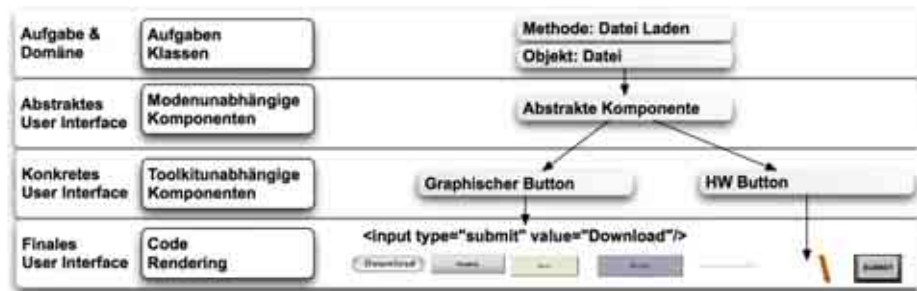 Aufgabe &
Domäne
Aufgaben
Klassen
Methode: Datei Laden
Objekt: Datei
Abstraktes
User Interface
Modenunabhängige
Komponenten
Abstrakte Komponente
Konkretes
User Interface
Toolkitunabhängige
Komponenten
Graphischer Button
HW Button
Finales
User Interface
Code
Rendering
<input type="submit" value="Download"/>
Download
SUBMIT